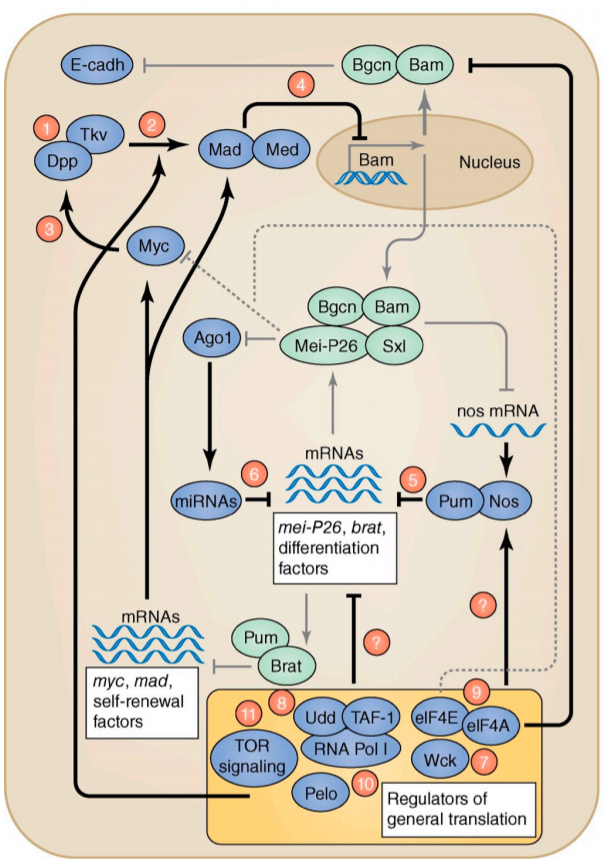 E-cadh
Bgcn
Bam
4
1
Tkv
2
Dpp
Mad
Med
Bam
Nucleus
3
Myc
Bgcn
Bam
Ago1
Mei-P26
Sxl
nos mRNA
mRNAs
6
5
miRNAs
Pum
Nos
mei-P26, brat,
differentiation
factors
?
mRNAs
Pum
?
Brat
myc, mad,
self-renewal
factors
8
9
11
Udd
TAF-1
eIF4E
eIF4A
TOR
signaling
RNA Pol I
Wck
7
Pelo
10
Regulators of
general translation